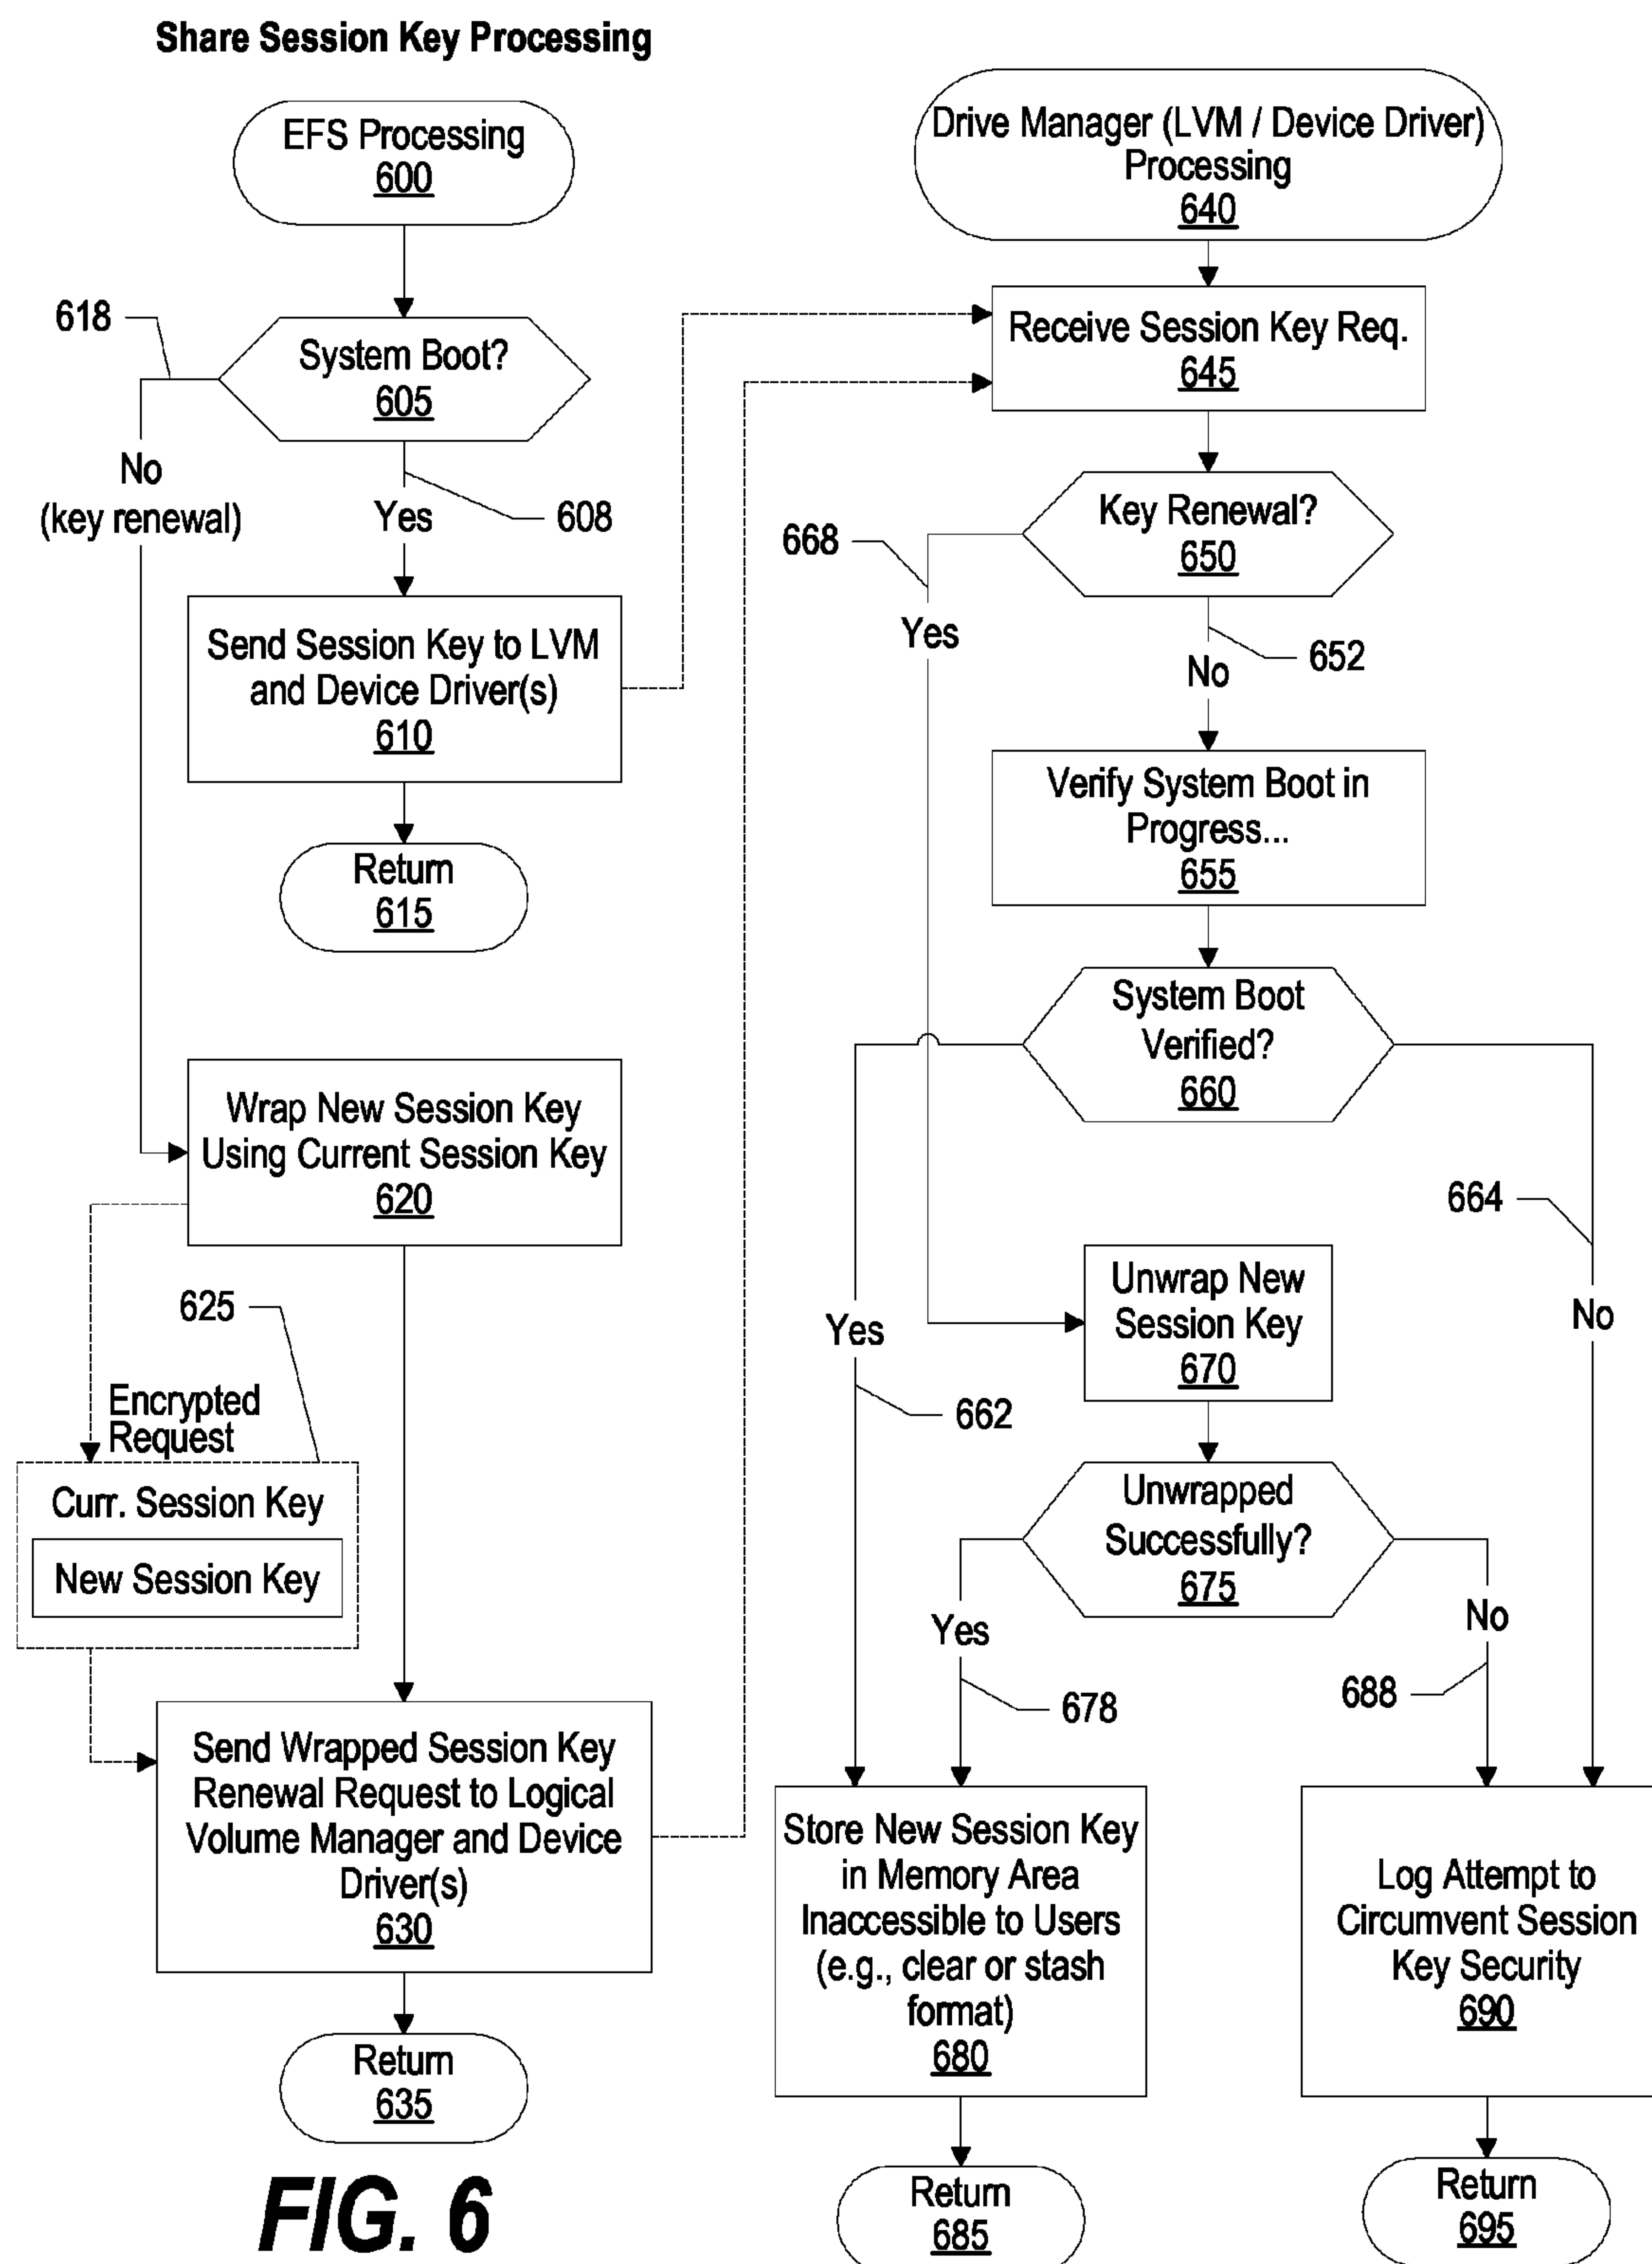 Share Session Key Processing
EFS Processing
600
618
System Boot?
605
No
(key renewal)
Yes
608
Send Session Key to LVM
and Device Driver(s)
610
Return
615
Wrap New Session Key
Using Current Session Key
620
625
Encrypted
Request
Curr. Session Key
New Session Key
Send Wrapped Session Key
Renewal Request to Logical
Volume Manager and Device
Driver(s)
630
Return
635
FIG. 6
Drive Manager (LVM / Device Driver)
Processing
640
Receive Session Key Req.
645
Key Renewal?
650
668
Yes
652
No
Verify System Boot in
Progress...
655
System Boot
Verified?
660
664
No
Yes
662
Unwrap New
Session Key
670
Unwrapped
Successfully?
675
Yes
678
No
688
Store New Session Key
in Memory Area
Inaccessible to Users
(e.g., clear or stash
format)
680
Return
685
Log Attempt to
Circumvent Session
Key Security
690
Return
695